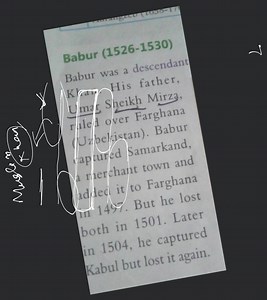 Babur (1526-1530)
Babur was a descendant
Khan. His father,
Umar Sheikh Mirza,
ruled over Farghana
(Uzbekistan). Babur
captured Samarkand,
a merchant town and
added it to Farghana
in 1497. But he lost
both in 1501. Later
in 1504, he captured
Kabul but lost it again.
Khan